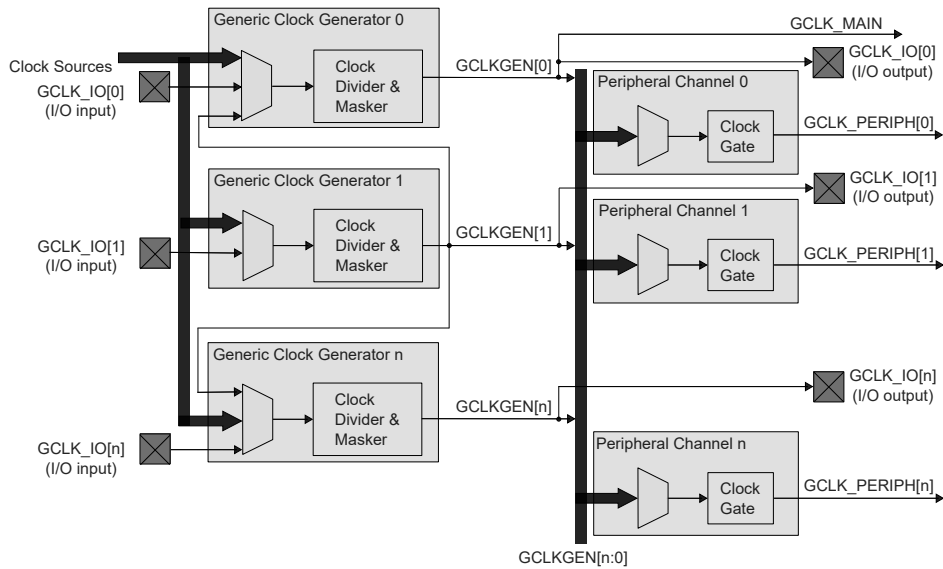 Generic Clock Generator 0
GCLK_MAIN
GCLK_IO[0]
(I/O output)
Clock Sources
GCLK_IO[0]
(I/O input)
Clock
Divider &
Masker
GCLKGEN[0]
Peripheral Channel 0
Clock
Gate
GCLK_PERIPH[0]
Generic Clock Generator 1
GCLK_IO[1]
(I/O output)
GCLK_IO[1]
(I/O input)
Clock
Divider &
Masker
GCLKGEN[1]
Peripheral Channel 1
Clock
Gate
GCLK_PERIPH[1]
Generic Clock Generator n
GCLK_IO[n]
(I/O output)
GCLK_IO[n]
(I/O input)
Clock
Divider &
Masker
GCLKGEN[n]
Peripheral Channel n
Clock
Gate
GCLK_PERIPH[n]
GCLKGEN[n:0]